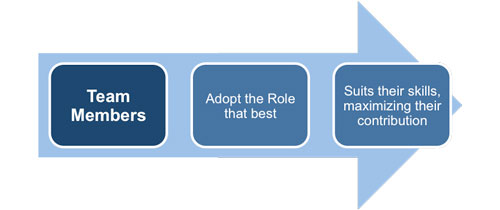 Team
Members
Adopt the Role
that best
Suits their skills,
maximizing their
contribution